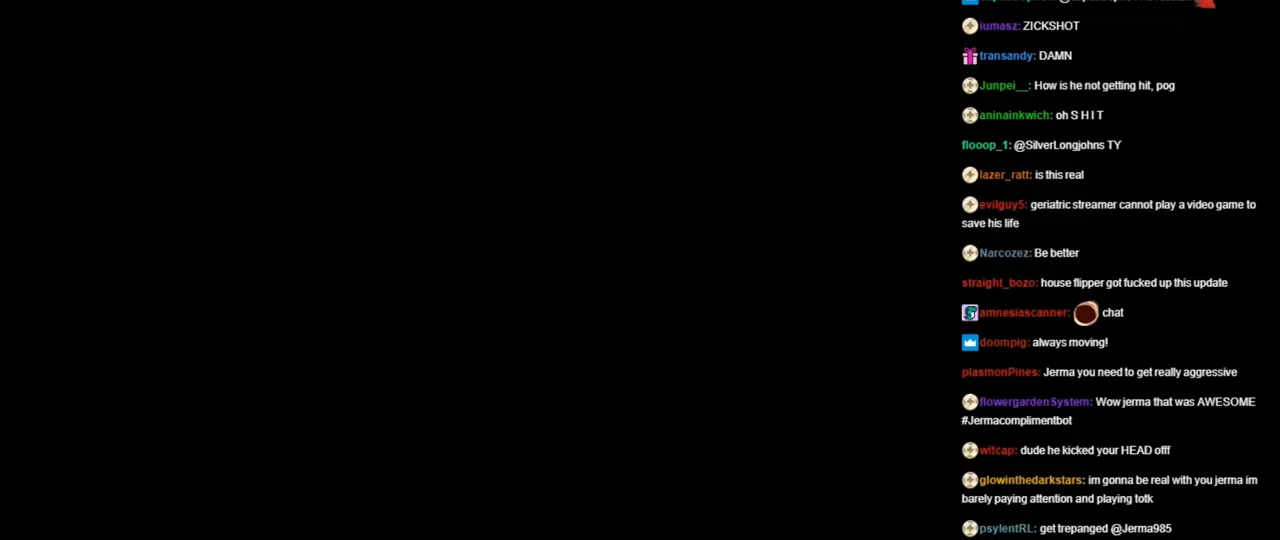 iumasz: ZICKSHOT
transandy: DAMN
Junpei__: How is he not getting hit, pog
aninainkwich: oh S H I T
flooop_1: @SilverLongjohns TY
lazer_ratt: is this real
evilguy5: geriatric streamer cannot play a video game to
save his life
Narcozez: Be better
straight_bozo: house flipper got fucked up this update
amnesiascanner: chat
doompig: always moving!
plasmonPines: Jerma you need to get really aggressive
flowergardenSystem: Wow jerma that was AWESOME
#Jermacomplimentbot
witcap: dude he kicked your HEAD offf
glowinthedarkstars: im gonna be real with you jerma im
barely paying attention and playing totk
psylentRL: get trepanged @Jerma985